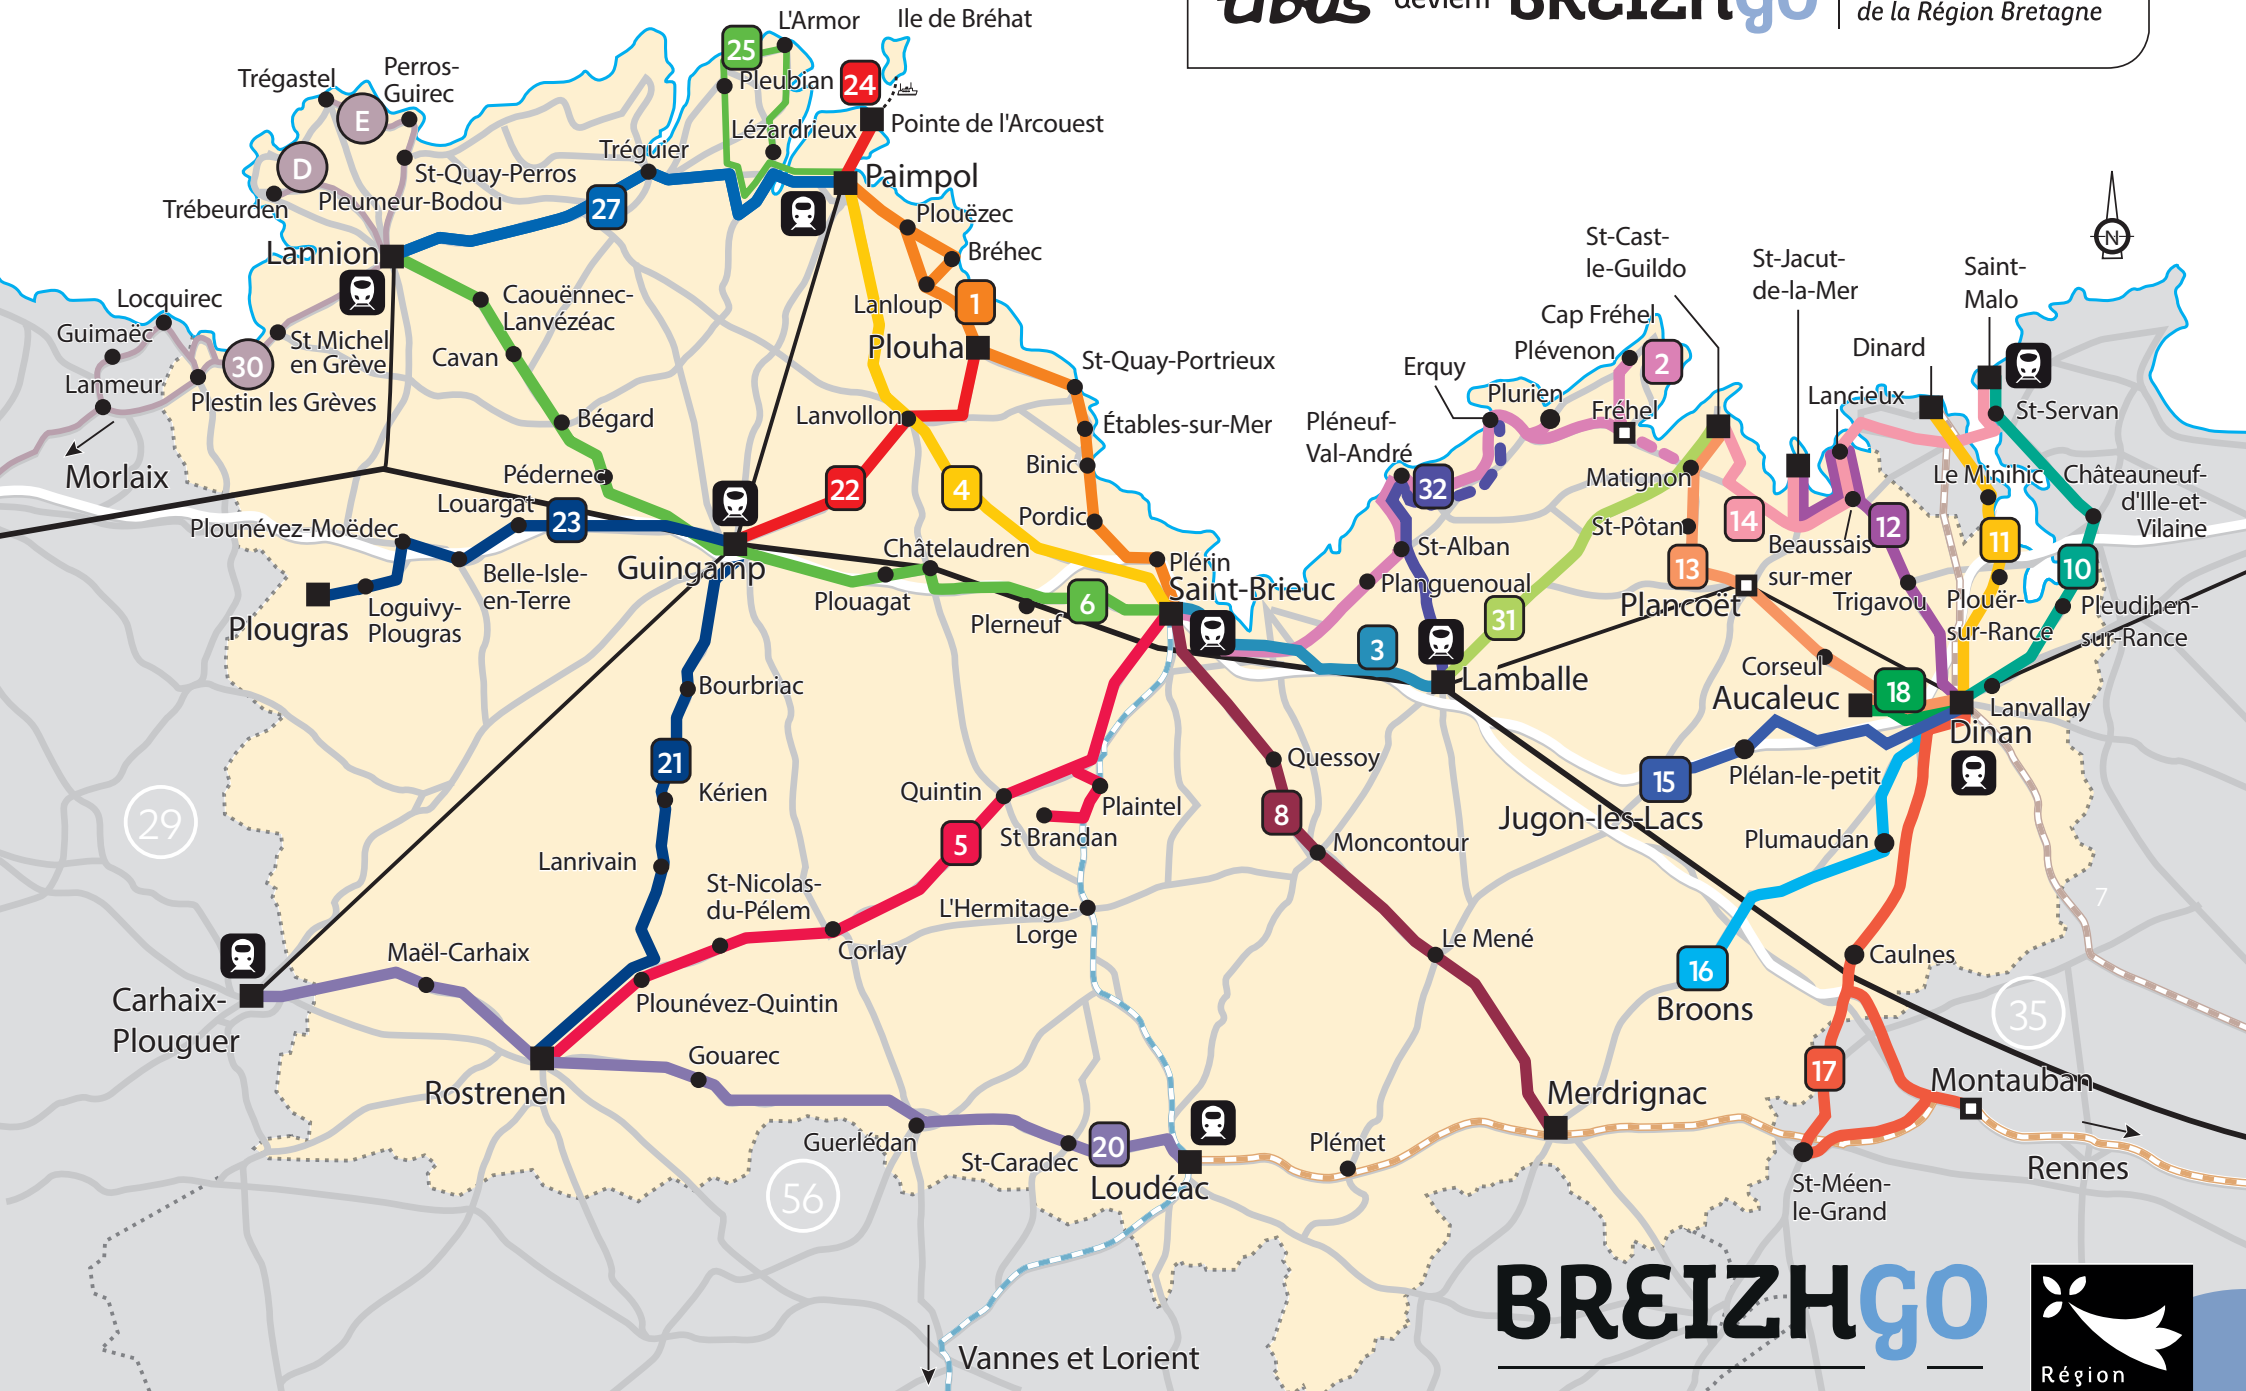 tibus devient BREIZHGO
de la Région Bretagne
L'Armor
Ile de Bréhat
25
Pleubian
24
Trégastel
Perros-
Guirec
E
Pointe de l'Arcouest
Lézardrieux
Tréguier
D
St-Quay-Perros
Paimpol
Trébeurden
Pleumeur-Bodou
27
Plouëzec
Lannion
Bréhec
N
St-Cast-
le-Guildo
St-Jacut-
de-la-Mer
Saint-
Malo
Locquirec
Caouënnec-
Lanvézéac
Lanloup
1
Cap Fréhel
Guimaëc
St Michel
en Grève
Cavan
Plouha
Plévenon
2
Dinard
30
St-Quay-Portrieux
Erquy
Lanmeur
Plestin les Grèves
Plurien
Lancieux
Bégard
Lanvollon
Étables-sur-Mer
Pléneuf-
Val-André
Fréhel
St-Servan
Morlaix
Pédernec
Binic
Matignon
Le Minihic
Châteauneuf-
d'Ille-et-
Vilaine
Louargat
22
4
32
Plounévez-Moëdec
23
Pordic
St-Pôtan
14
12
11
Châtelaudren
St-Alban
Beaussais-
sur-mer
Guingamp
Plérin
13
10
Belle-Isle-
en-Terre
Saint-Brieuc
Planguenoual
Plouagat
6
Plancoët
Trigavou
Plouër-
sur-Rance
Pleudihen-
sur-Rance
Loguivy-
Plougras
Plougras
Plerneuf
31
3
Lamballe
Corseul
Bourbriac
Aucaleuc
18
Lanvallay
Dinan
21
Quessoy
15
Plélan-le-petit
Kérien
Quintin
Plaintel
29
8
Jugon-les-Lacs
St Brandan
5
Moncontour
Plumaudan
Lanrivain
St-Nicolas-
du-Pélem
7
L'Hermitage-
Lorge
Maël-Carhaix
Corlay
Le Mené
Caulnes
16
Carhaix-
Plouguer
Plounévez-Quintin
Broons
35
Gouarec
17
Rostrenen
Merdrignac
Montauban
Guerlédan
20
Plémet
St-Caradec
Rennes
Loudéac
56
St-Méen-
le-Grand
BREIZHGO
Vannes et Lorient
Région